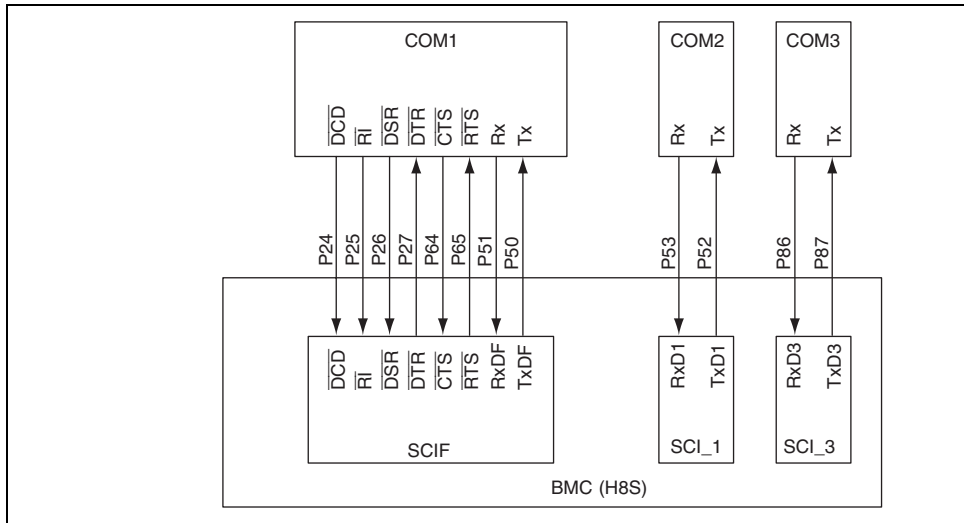 COM1 COM2 COM3
DCD RI DSR DTR CTS RTS Rx Tx Rx Tx Rx Tx
P24 P25 P26 P27 P64 P65 P51 P50 P53 P52 P86 P87
DCD RI DSR DTR CTS RTS RxDF TxDF RxD1 TxD1 RxD3 TxD3
SCIF SCI_1 SCI_3
BMC (H8S)